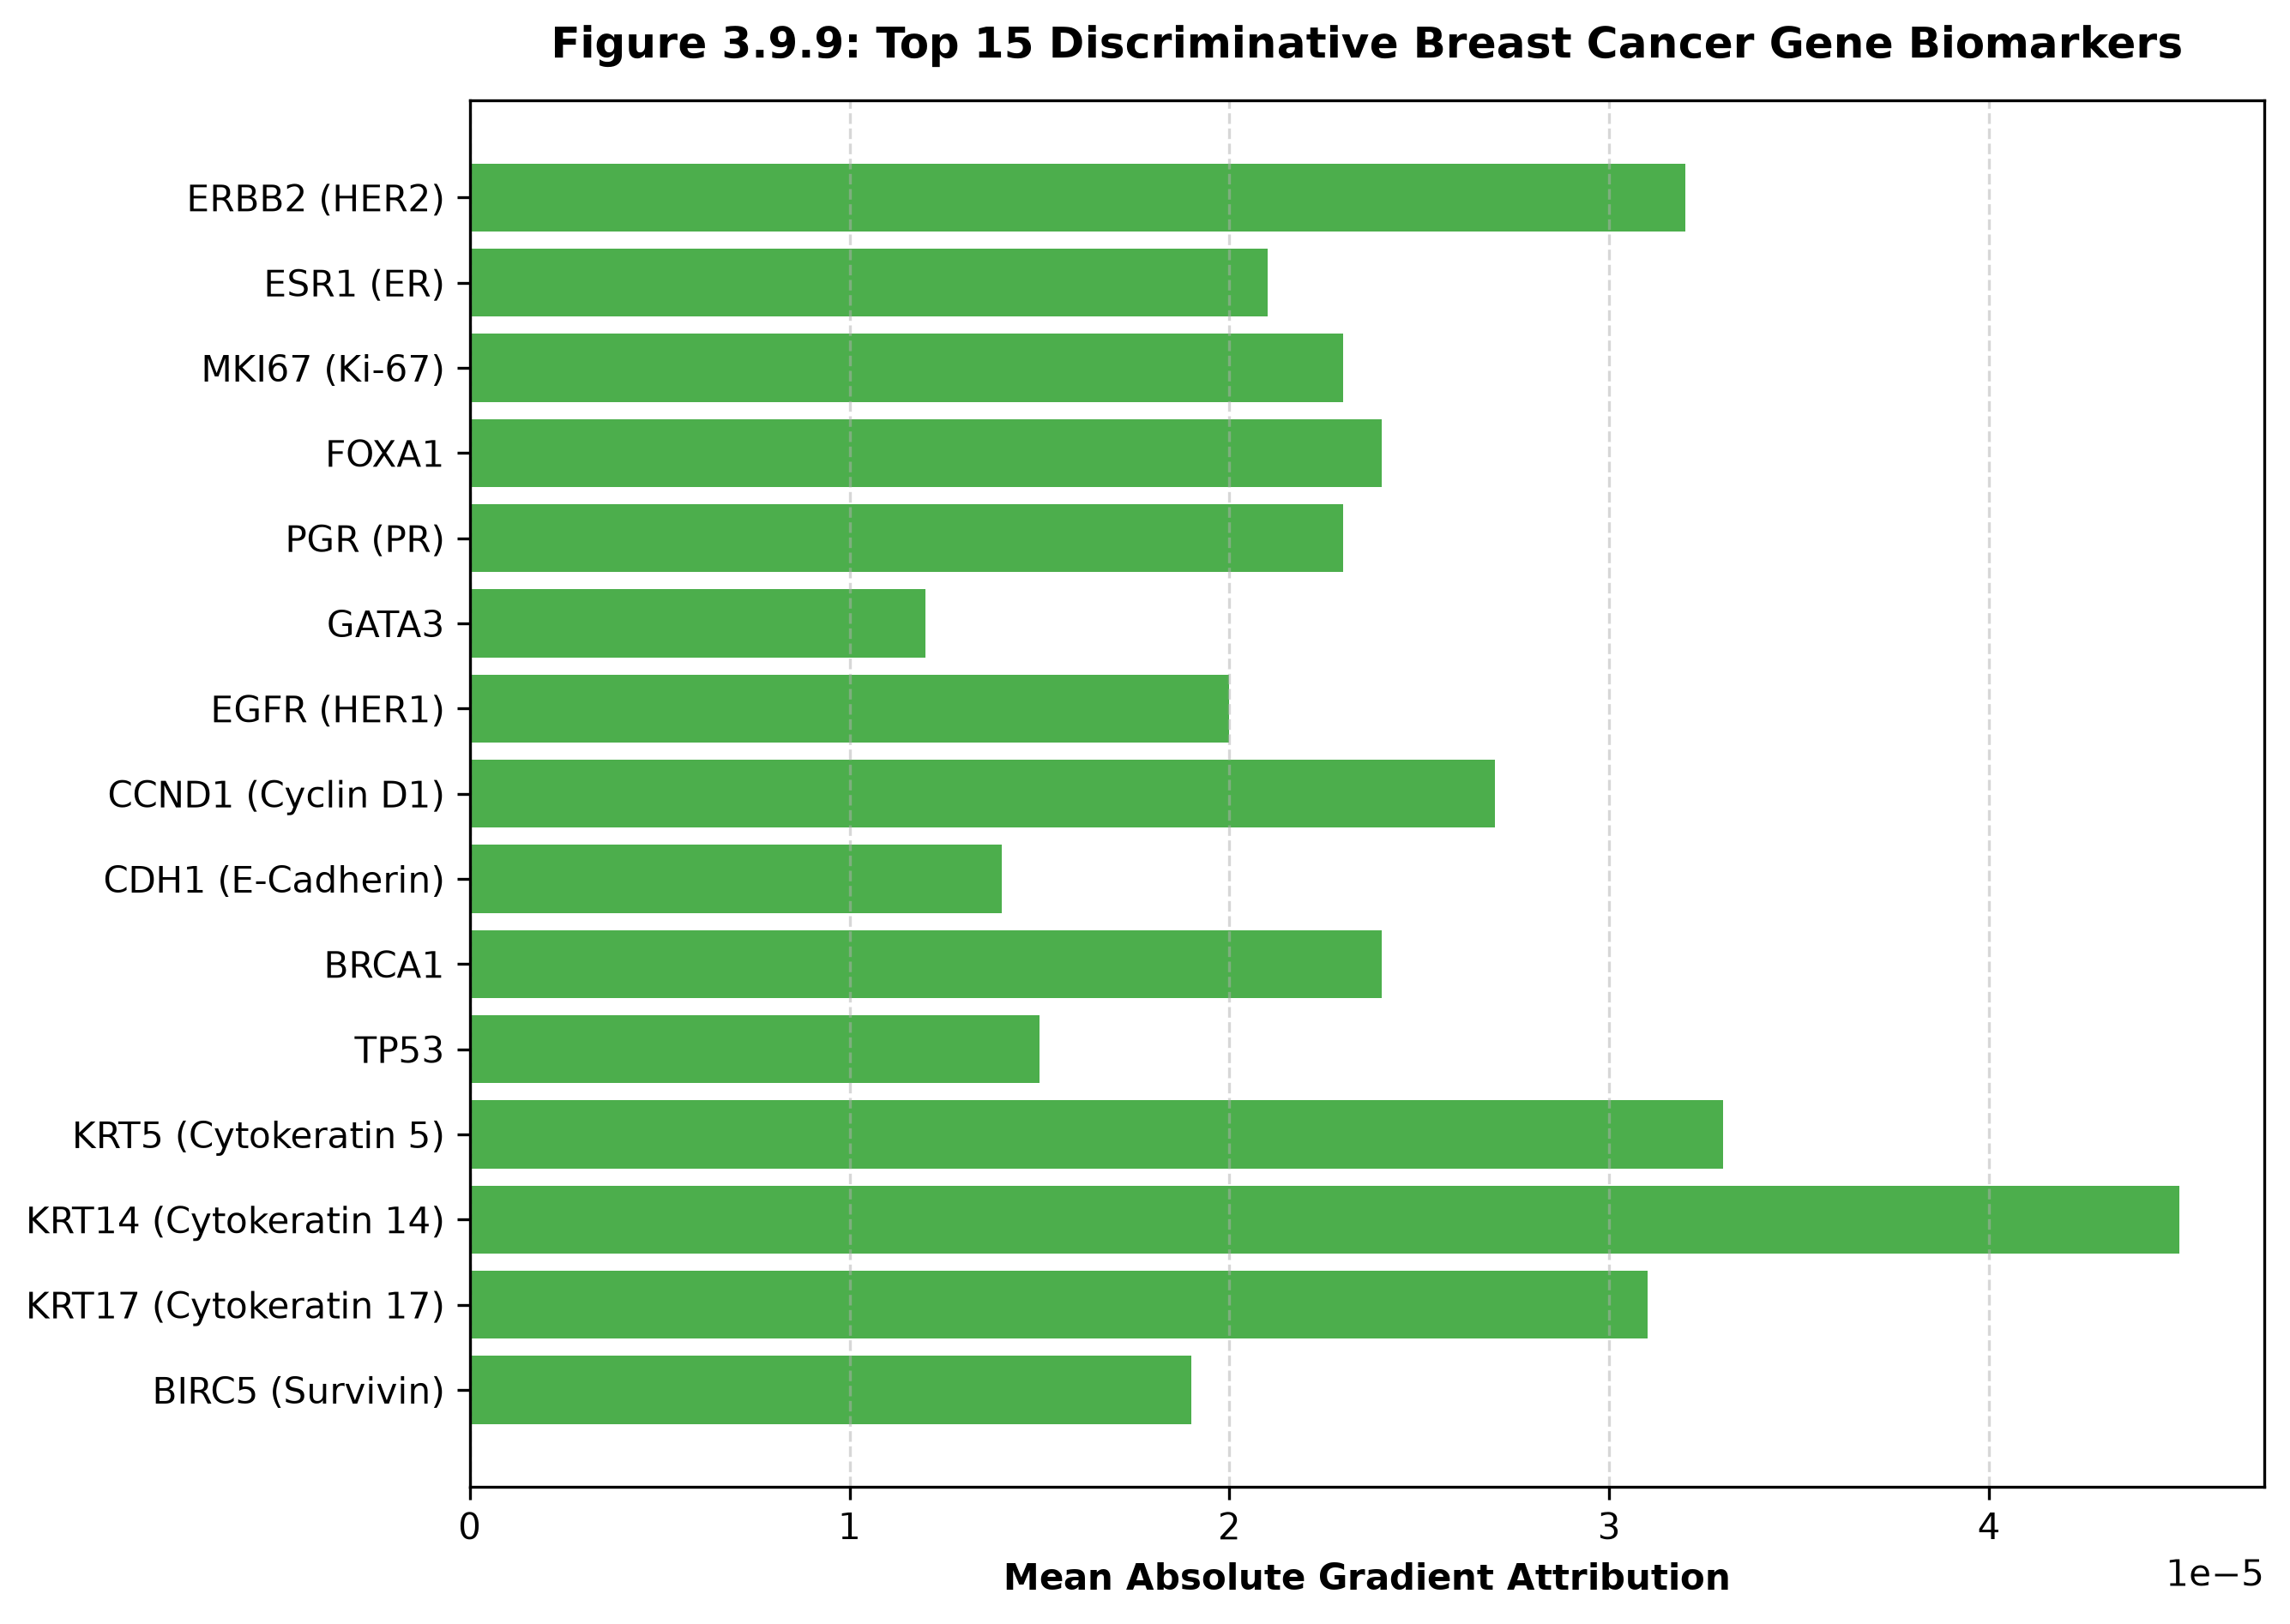 Figure 3.9.9: Top 15 Discriminative Breast Cancer Gene Biomarkers
ERBB2 (HER2)
ESR1 (ER)
MKI67 (Ki-67)
FOXA1
PGR (PR)
GATA3
EGFR (HER1)
CCND1 (Cyclin D1)
CDH1 (E-Cadherin)
BRCA1
TP53
KRT5 (Cytokeratin 5)
KRT14 (Cytokeratin 14)
KRT17 (Cytokeratin 17)
BIRC5 (Survivin)
0 1 2 3 4
Mean Absolute Gradient Attribution
1e−5